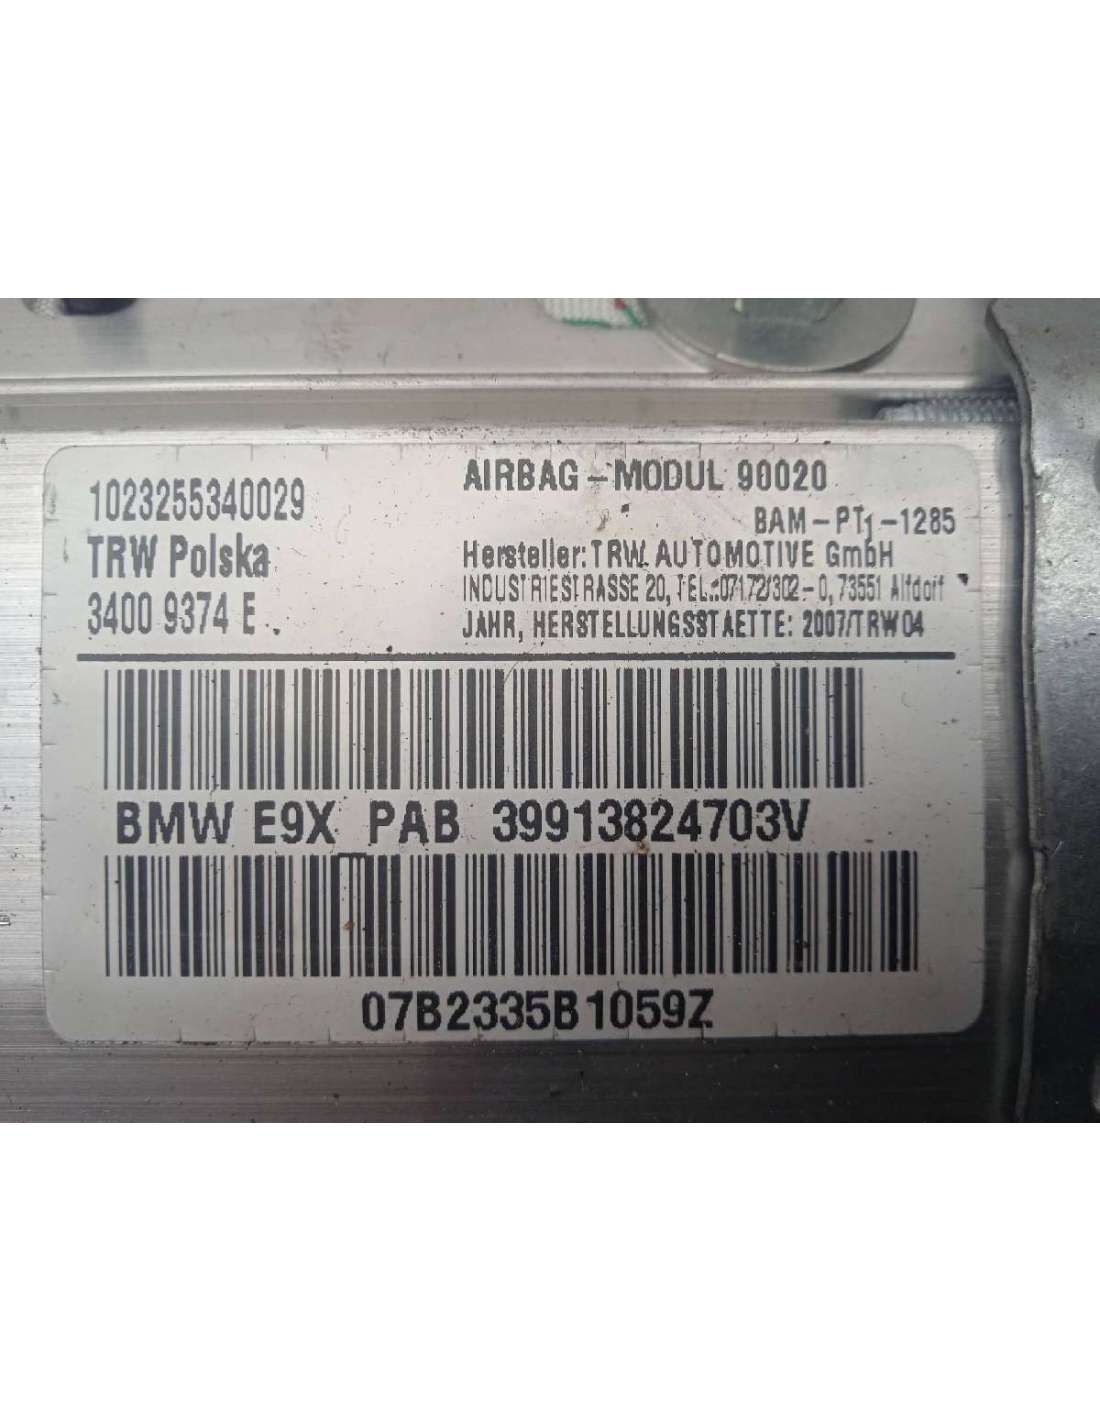 1023255340029
TRW Polska
3400 9374 E
AIRBAG – MODUL 90020
BAM – PT1 – 1285
Hersteller: TRW AUTOMOTIVE GmbH
INDUSTRIESTRASSE 20, TEL.:07172/302-0, 73551 Alfdorf
JAHR, HERSTELLUNGSSTAETTE: 2007/TRW04
BMW E9X PAB 39913824703V
07B2335B1059Z